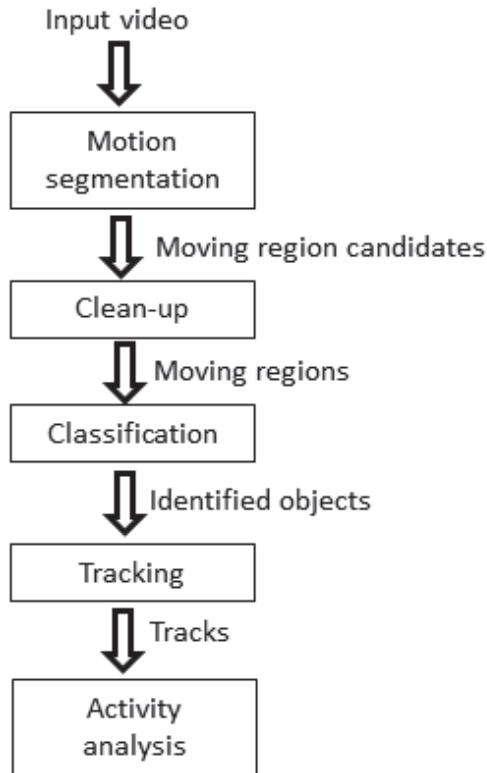 Input video
Motion
segmentation
Moving region candidates
Clean-up
Moving regions
Classification
Identified objects
Tracking
Tracks
Activity
analysis